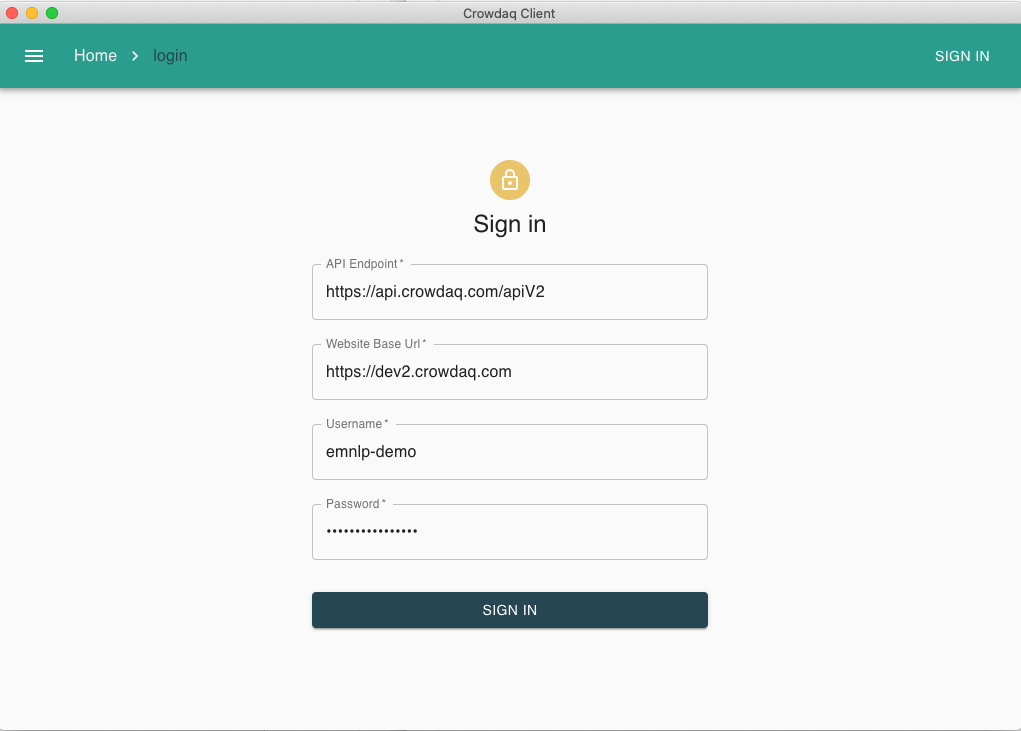 Crowdaq Client
Home > login
SIGN IN
Sign in
API Endpoint *
https://api.crowdaq.com/apiV2
Website Base Url *
https://dev2.crowdaq.com
Username *
emnlp-demo
Password *
••••••••••••••••
SIGN IN